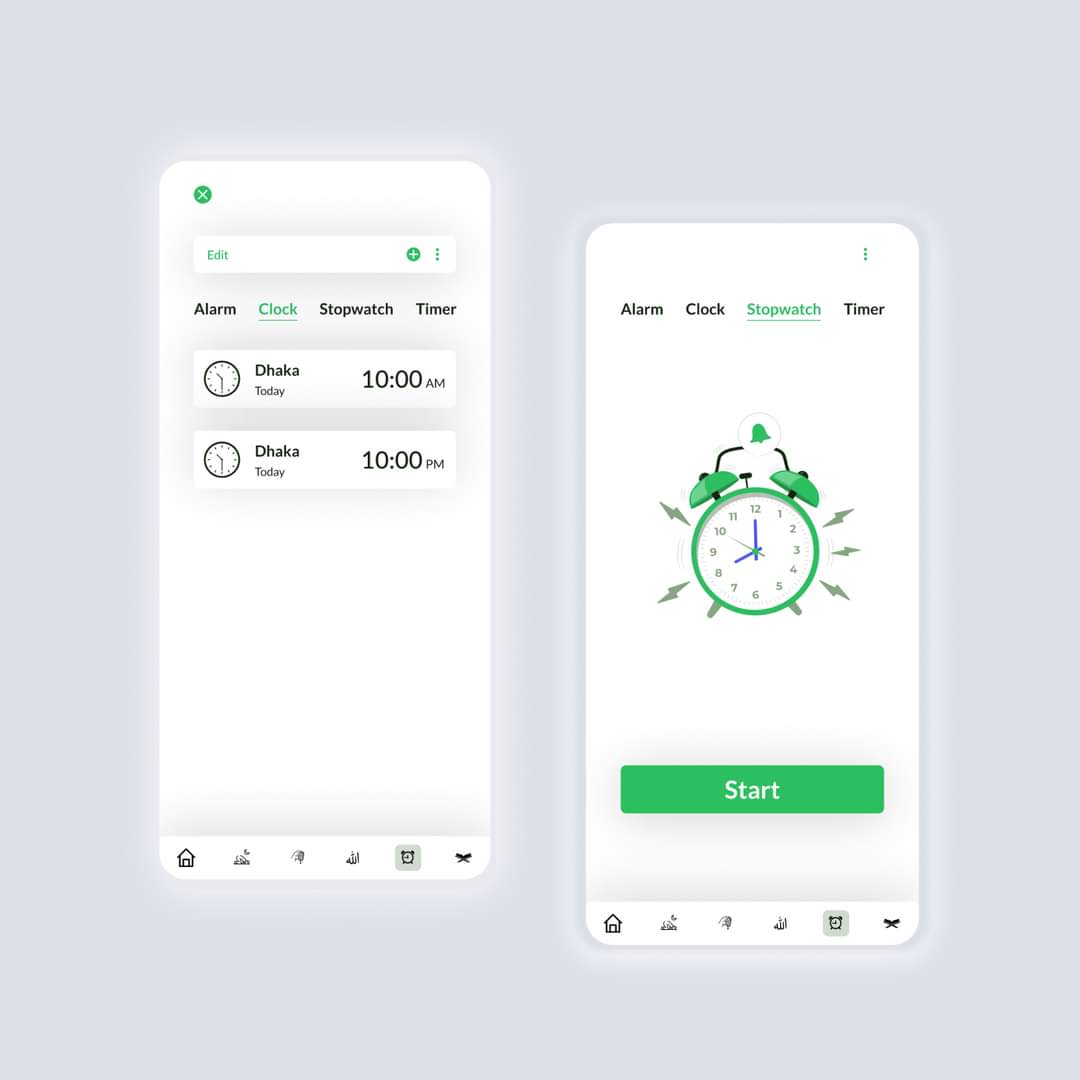 Edit
Alarm Clock Stopwatch Timer
Dhaka
Today
10:00 AM
Dhaka
Today
10:00 PM
الله
Alarm Clock Stopwatch Timer
12
11 1
10 2
9 3
8 4
7 5
6
Start
الله